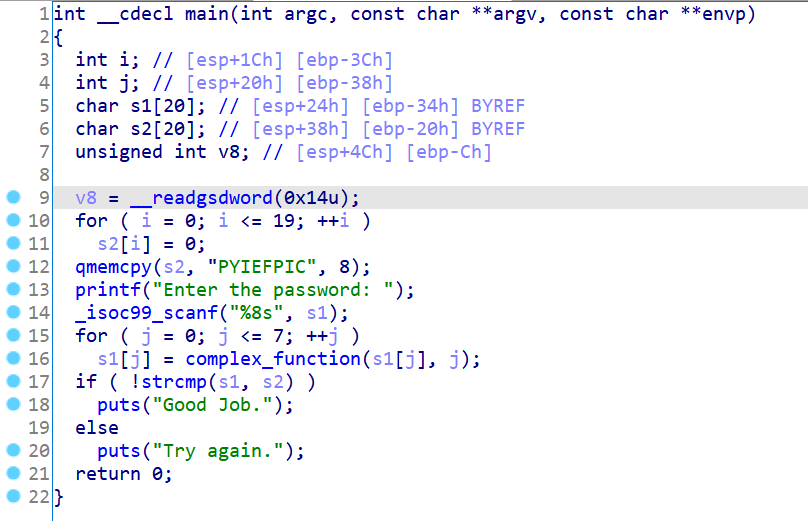 1 int __cdecl main(int argc, const char **argv, const char **envp)
2 {
3   int i; // [esp+1Ch] [ebp-3Ch]
4   int j; // [esp+20h] [ebp-38h]
5   char s1[20]; // [esp+24h] [ebp-34h] BYREF
6   char s2[20]; // [esp+38h] [ebp-20h] BYREF
7   unsigned int v8; // [esp+4Ch] [ebp-Ch]
8
9   v8 = __readgsdword(0x14u);
10   for ( i = 0; i <= 19; ++i )
11     s2[i] = 0;
12   qmemcpy(s2, "PYIEFPIC", 8);
13   printf("Enter the password: ");
14   _isoc99_scanf("%8s", s1);
15   for ( j = 0; j <= 7; ++j )
16     s1[j] = complex_function(s1[j], j);
17   if ( !strcmp(s1, s2) )
18     puts("Good Job.");
19   else
20     puts("Try again.");
21   return 0;
22 }